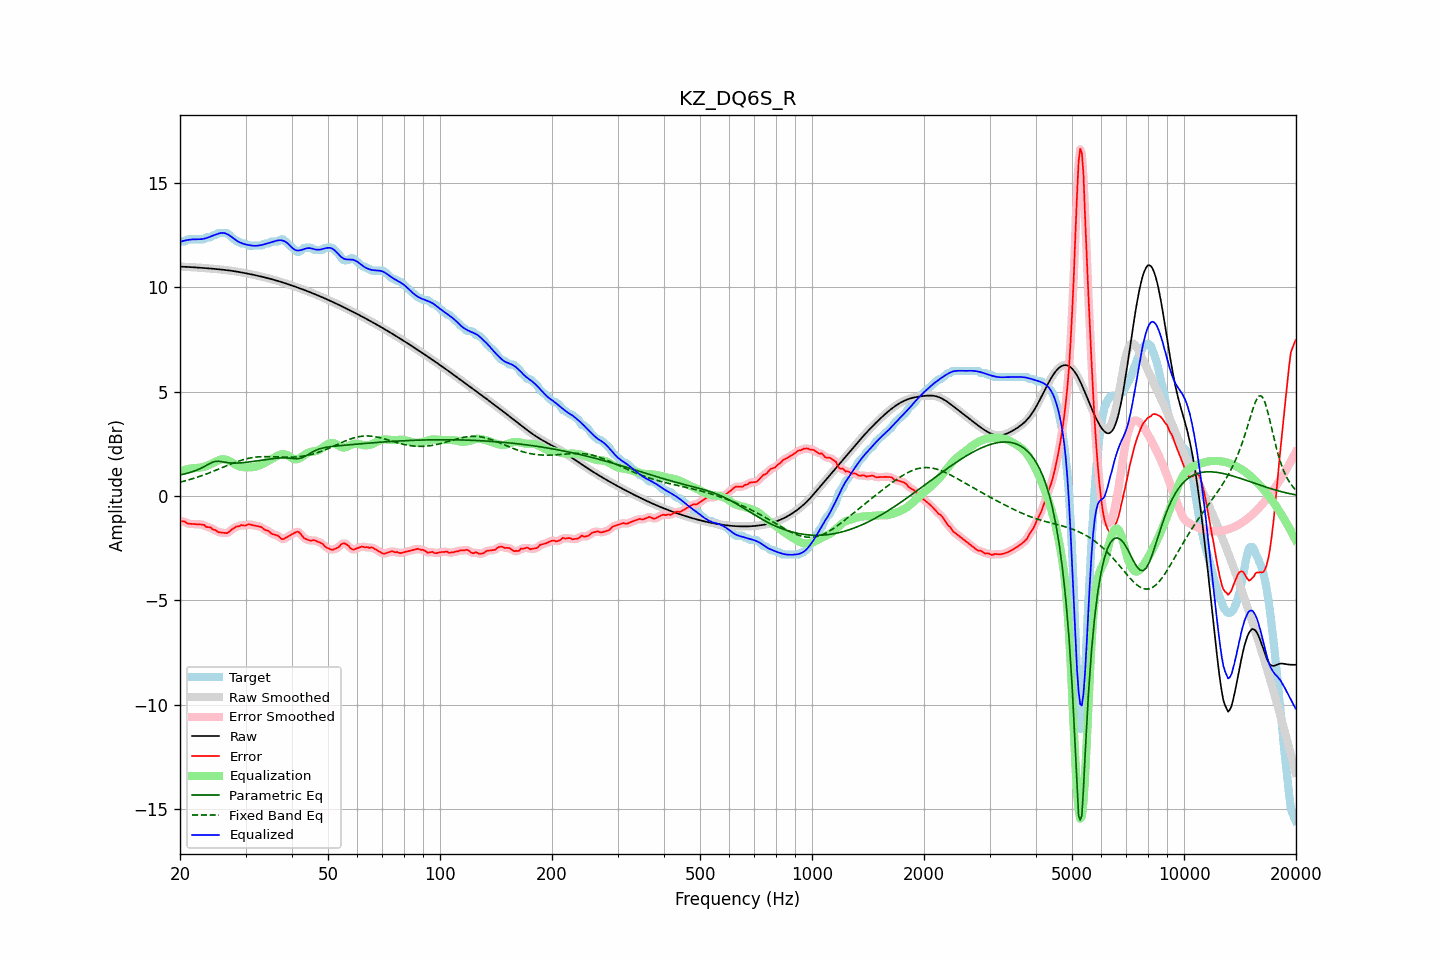 KZ_DQ6S_R
Amplitude (dBr)
15
10
5
0
−5
−10
−15
Target
Raw Smoothed
Error Smoothed
Raw
Error
Equalization
Parametric Eq
Fixed Band Eq
Equalized
20 50 100 200 500 1000 2000 5000 10000 20000
Frequency (Hz)